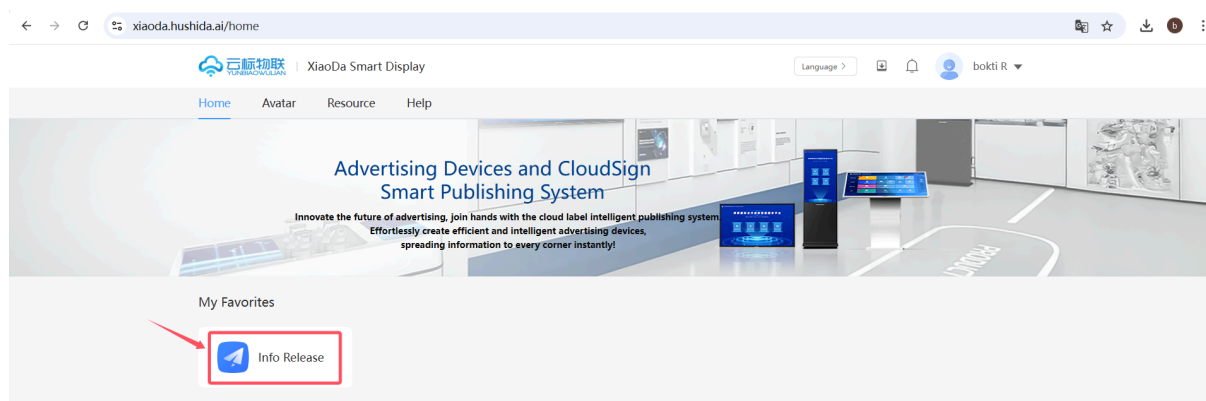 xiaoda.hushida.ai/home
b
云标物联
YUNBIAOWULIAN
XiaoDa Smart Display
Language >
bokti R
Home Avatar Resource Help
Advertising Devices and CloudSign
Smart Publishing System
Innovate the future of advertising, join hands with the cloud label intelligent publishing system.
Effortlessly create efficient and intelligent advertising devices,
spreading information to every corner instantly!
PRODUCT
My Favorites
Info Release